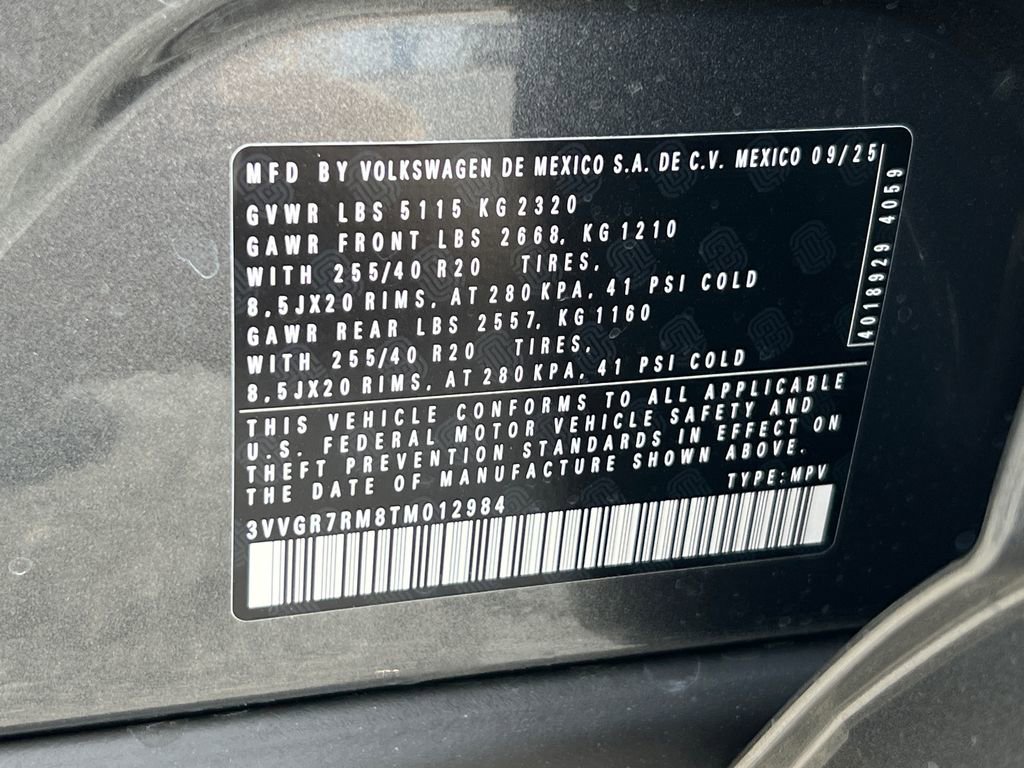 MFD BY VOLKSWAGEN DE MEXICO S.A. DE C.V. MEXICO 09/25
GVWR LBS 5115 KG 2320
GAWR FRONT LBS 2668, KG 1210
WITH 255/40 R20 TIRES,
8,5JX20 RIMS, AT 280 KPA, 41 PSI COLD
GAWR REAR LBS 2557, KG 1160
WITH 255/40 R20 TIRES,
8,5JX20 RIMS, AT 280 KPA, 41 PSI COLD
4018929 4059
THIS VEHICLE CONFORMS TO ALL APPLICABLE
U.S. FEDERAL MOTOR VEHICLE SAFETY AND
THEFT PREVENTION STANDARDS IN EFFECT ON
THE DATE OF MANUFACTURE SHOWN ABOVE.
TYPE: MPV
3VVGR7RM8TM012984